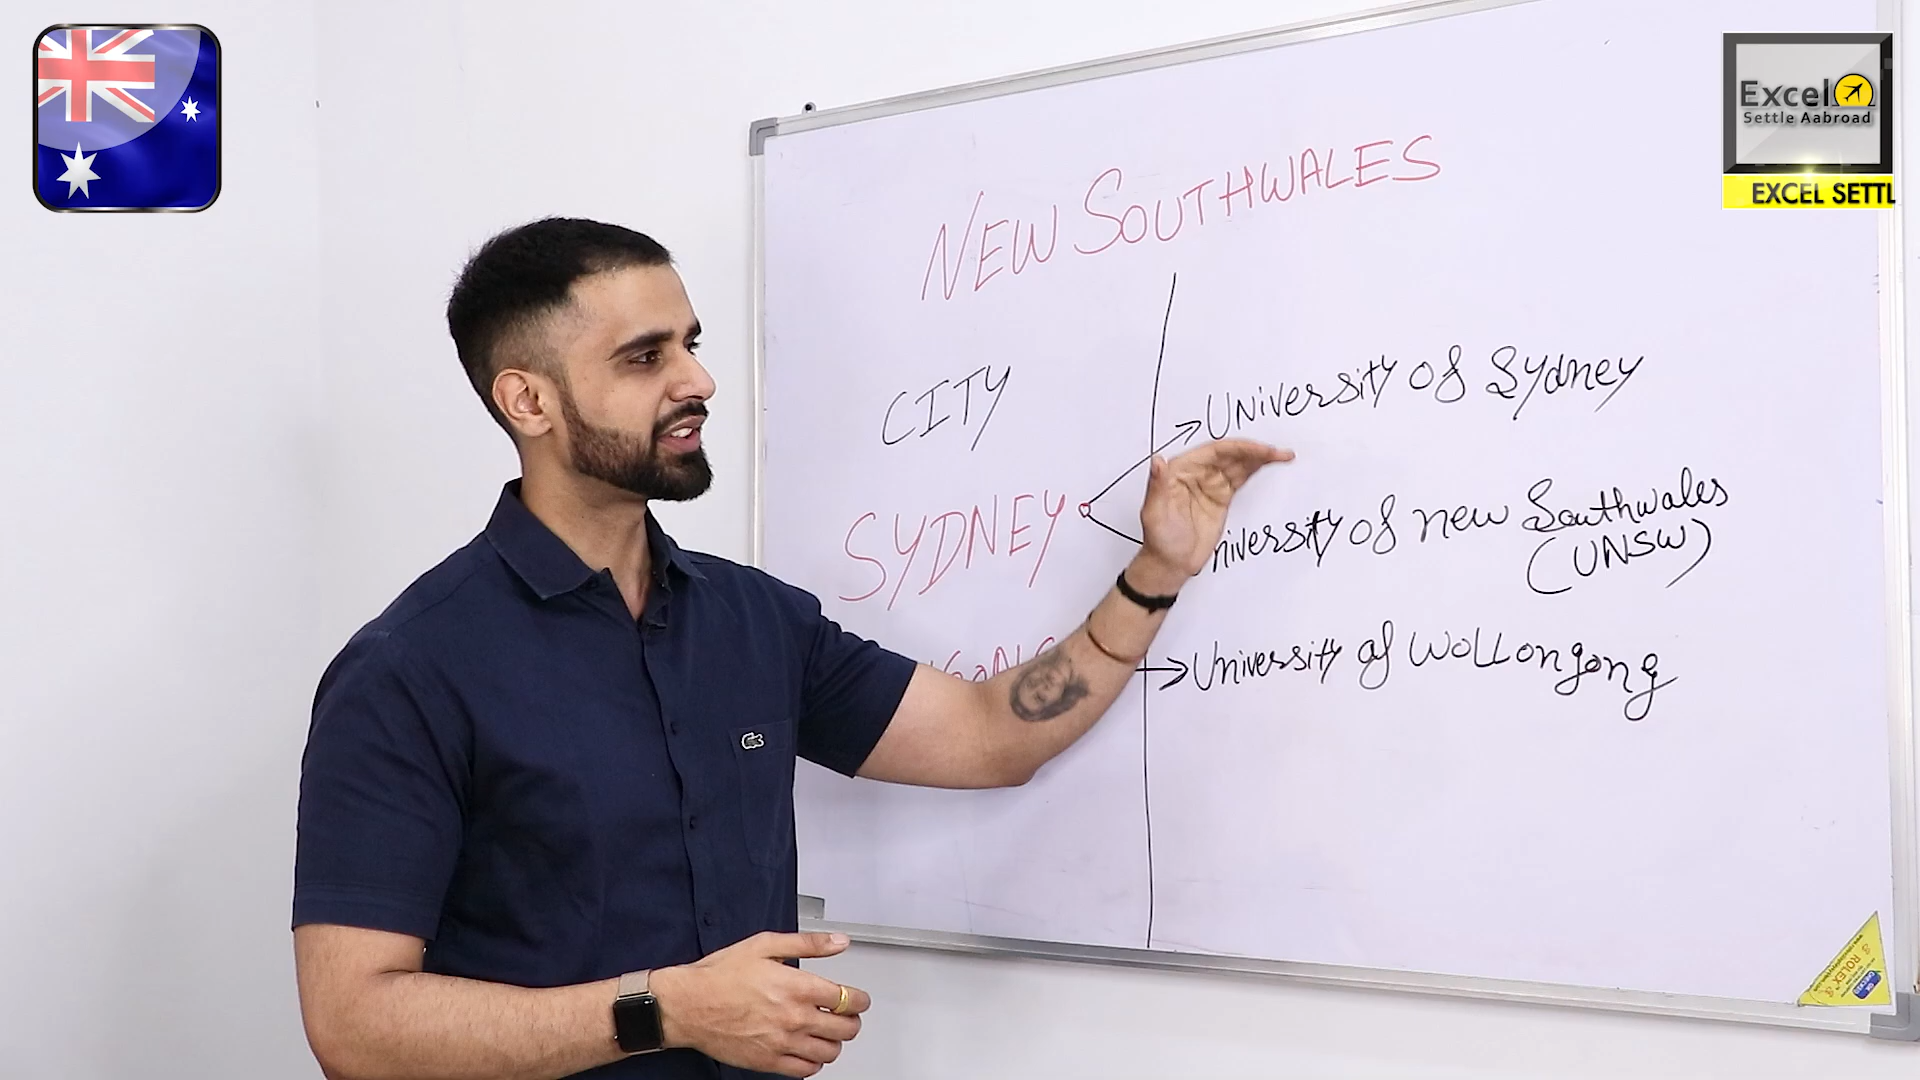 Excel
Settle Aabroad
EXCEL SETTL
NEW SOUTHWALES
CITY
University of Sydney
SYDNEY
niversity of new Southwales
(UNSW)
University of Wollongong
ROLEX